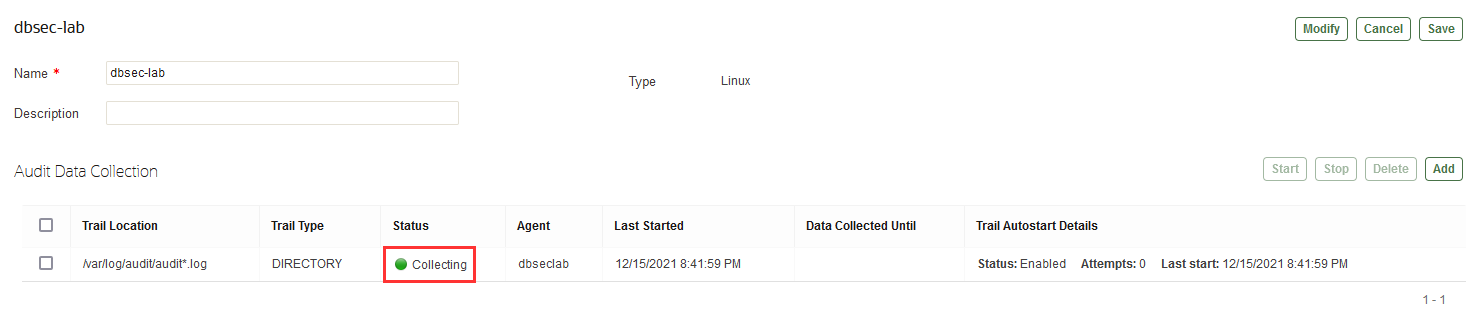 dbsec-lab
Modify Cancel Save
Name * dbsec-lab
Type Linux
Description
Audit Data Collection
Start Stop Delete Add
Trail Location Trail Type Status Agent Last Started Data Collected Until Trail Autostart Details
/var/log/audit/audit*.log DIRECTORY Collecting dbseclab 12/15/2021 8:41:59 PM Status: Enabled Attempts: 0 Last start: 12/15/2021 8:41:59 PM
1 - 1